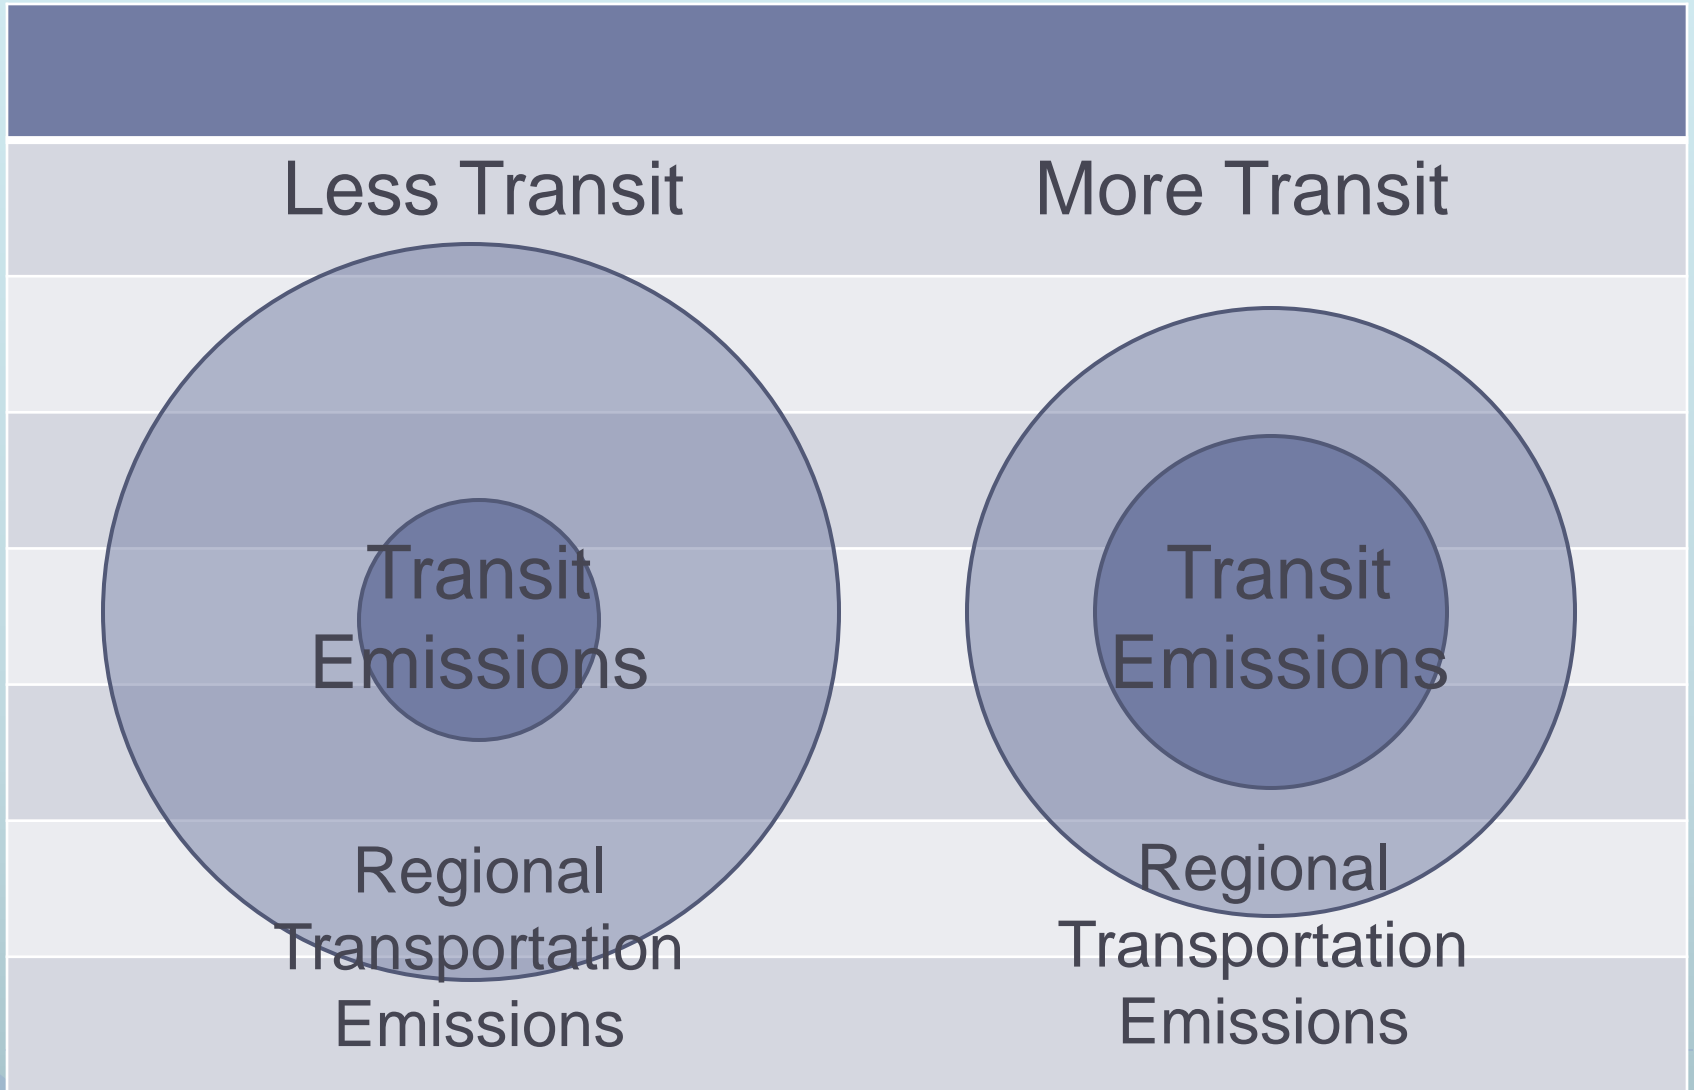 Less Transit
More Transit
Transit
Emissions
Transit
Emissions
Regional
Transportation
Emissions
Regional
Transportation
Emissions